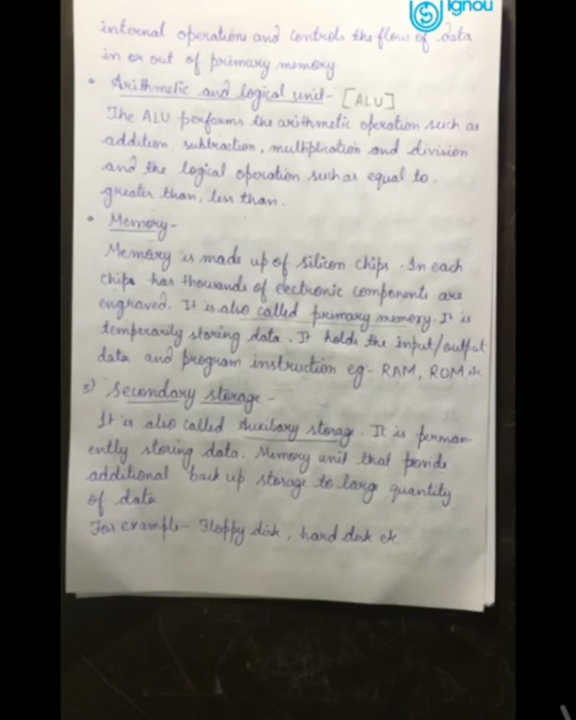 ignou
internal operations and controls the flow of data
in or out of primary memory
• Arithmetic and logical unit- [ALU]
The ALU performs the arithmetic operation such as
addition, subtraction, multiplication and division
and the logical operation such as equal to,
greater than, less than.
• Memory-
Memory is made up of silicon chips. In each
chips has thousands of electronic components are
engraved. It is also called primary memory. It is
temperarily storing data. It holds the input/output
data and program instruction eg- RAM, ROM etc
3) Secondary storage-
It is also called Auxilary storage. It is perman-
ently storing data. Memory unit that provide
additional back up storage to larg quantity
of data
For example- Floppy disk, hard disk etc